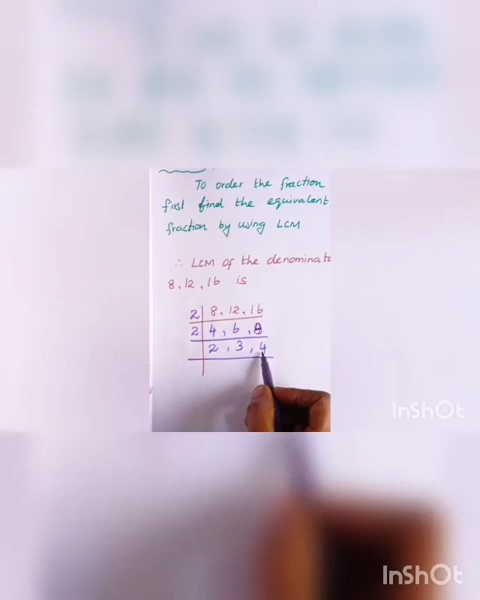 To order the fraction
first find the equivalent
fraction by using LCM
∴ LCM of the denominat
8, 12, 16 is
2 | 8, 12, 16
2 | 4, 6, 8
2, 3, 4
InShOt
InShOt